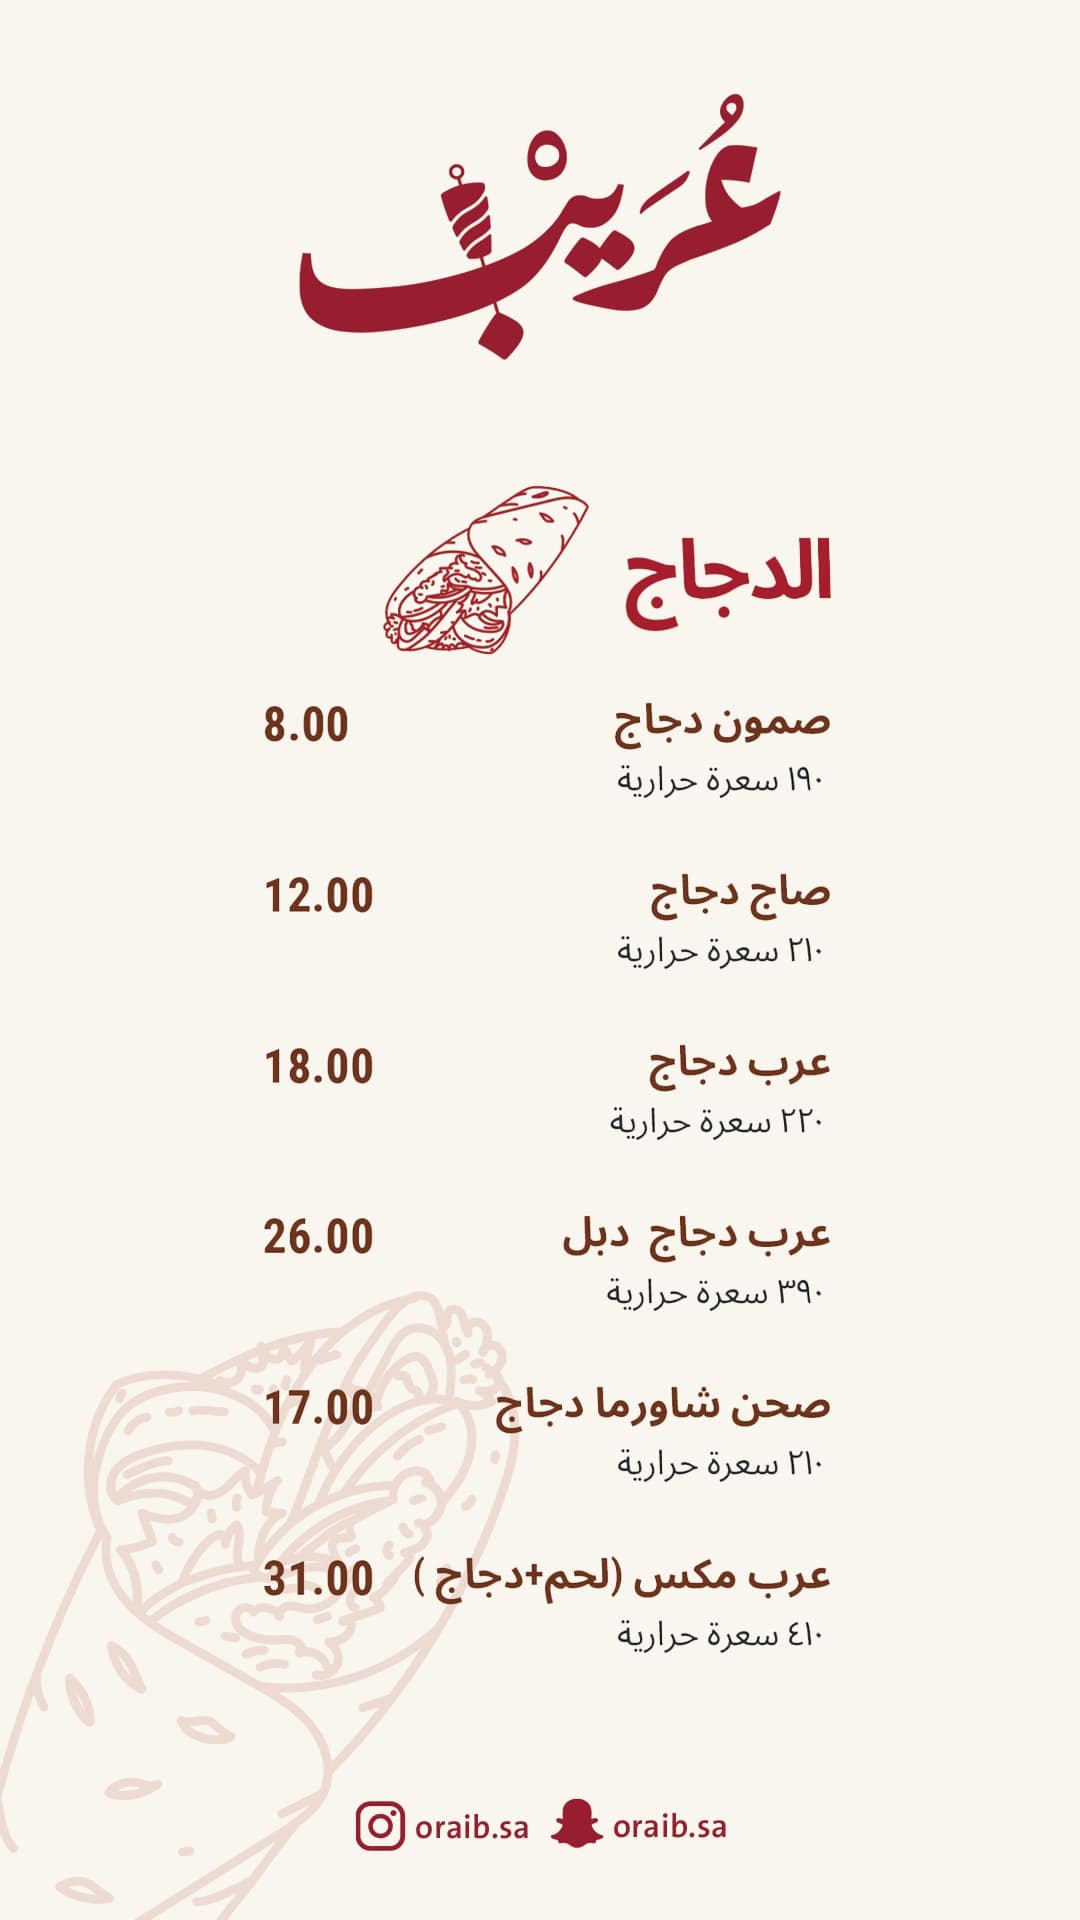 عُرَيْب
الدجاج
صمون دجاج 8.00
١٩٠ سعرة حرارية
صاج دجاج 12.00
٢١٠ سعرة حرارية
عرب دجاج 18.00
٢٢٠ سعرة حرارية
عرب دجاج دبل 26.00
٣٩٠ سعرة حرارية
صحن شاورما دجاج 17.00
٢١٠ سعرة حرارية
عرب مكس (لحم+دجاج ) 31.00
٤١٠ سعرة حرارية
oraib.sa oraib.sa